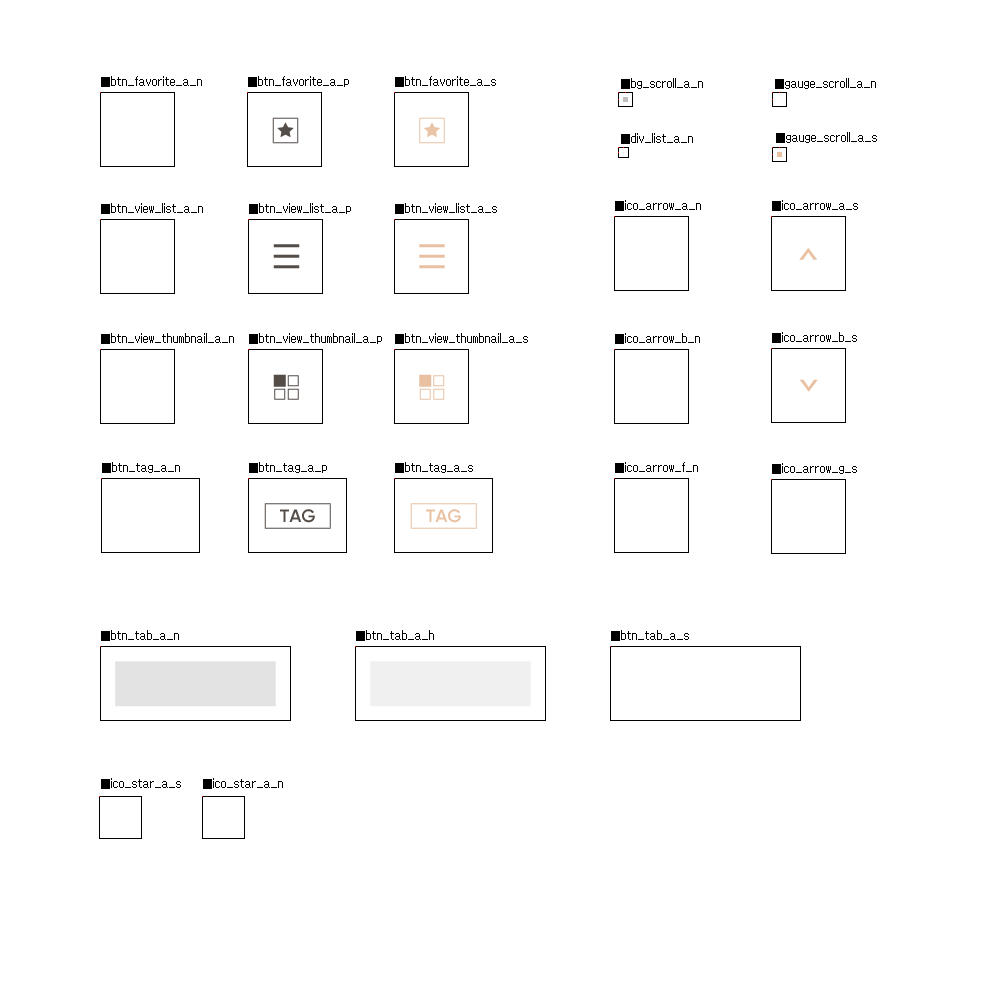 ■btn_favorite_a_n ■btn_favorite_a_p ■btn_favorite_a_s ■bg_scroll_a_n ■gauge_scroll_a_n
■div_list_a_n ■gauge_scroll_a_s
■btn_view_list_a_n ■btn_view_list_a_p ■btn_view_list_a_s ■ico_arrow_a_n ■ico_arrow_a_s
■btn_view_thumbnail_a_n ■btn_view_thumbnail_a_p ■btn_view_thumbnail_a_s ■ico_arrow_b_n ■ico_arrow_b_s
■btn_tag_a_n ■btn_tag_a_p ■btn_tag_a_s ■ico_arrow_f_n ■ico_arrow_g_s
TAG TAG
■btn_tab_a_n ■btn_tab_a_h ■btn_tab_a_s
■ico_star_a_s ■ico_star_a_n